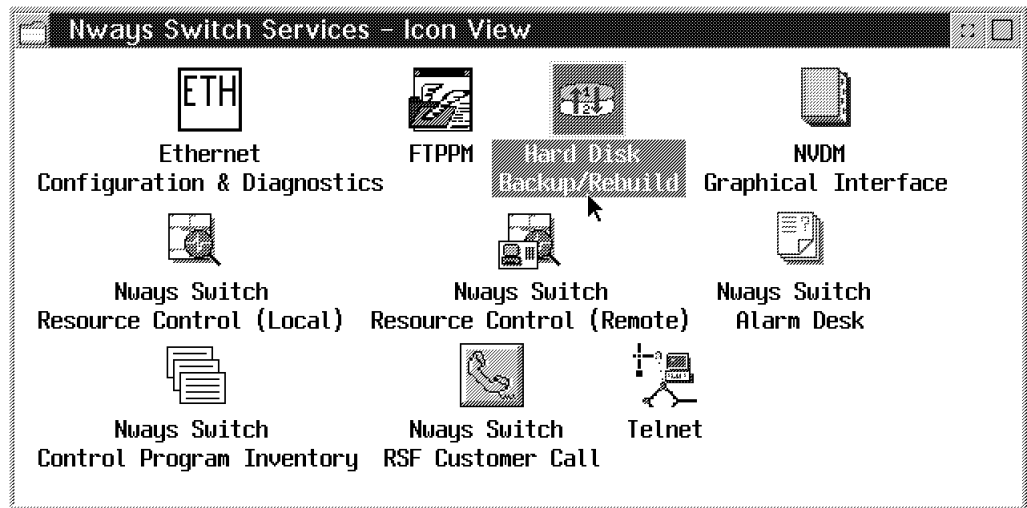 Nways Switch Services - Icon View
ETH
Ethernet
Configuration & Diagnostics
FTPPM
1
2
Hard Disk
Backup/Rebuild
NVDM
Graphical Interface
Nways Switch
Resource Control (Local)
Nways Switch
Resource Control (Remote)
?
Nways Switch
Alarm Desk
Nways Switch
Control Program Inventory
Nways Switch
RSF Customer Call
Telnet